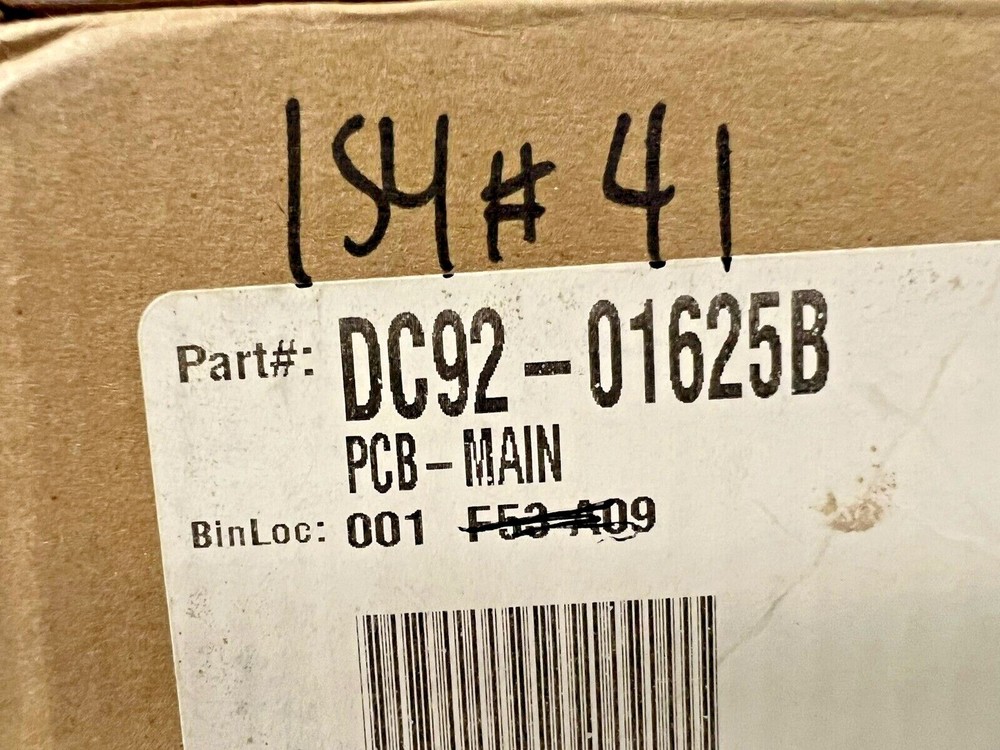 154# 41
Part#: DC92-01625B
PCB-MAIN
BinLoc: 001 F53 A09